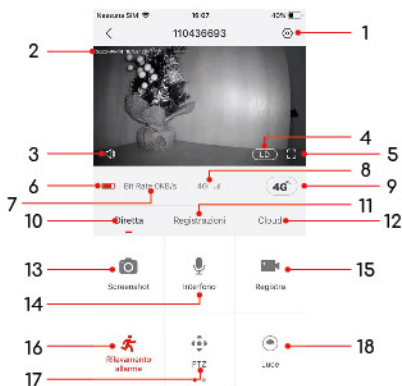 Nessuna SIM 16:07 40%
110436693 1
2
4
3 LD 5
8
6 Bit Rate:0KB/s 4G 4G 9
7 11
10 Diretta Registrazioni Cloud 12
13 15
Screenshot Interfono Registra
14
16 18
Rilevamento allarme PTZ Luce
17